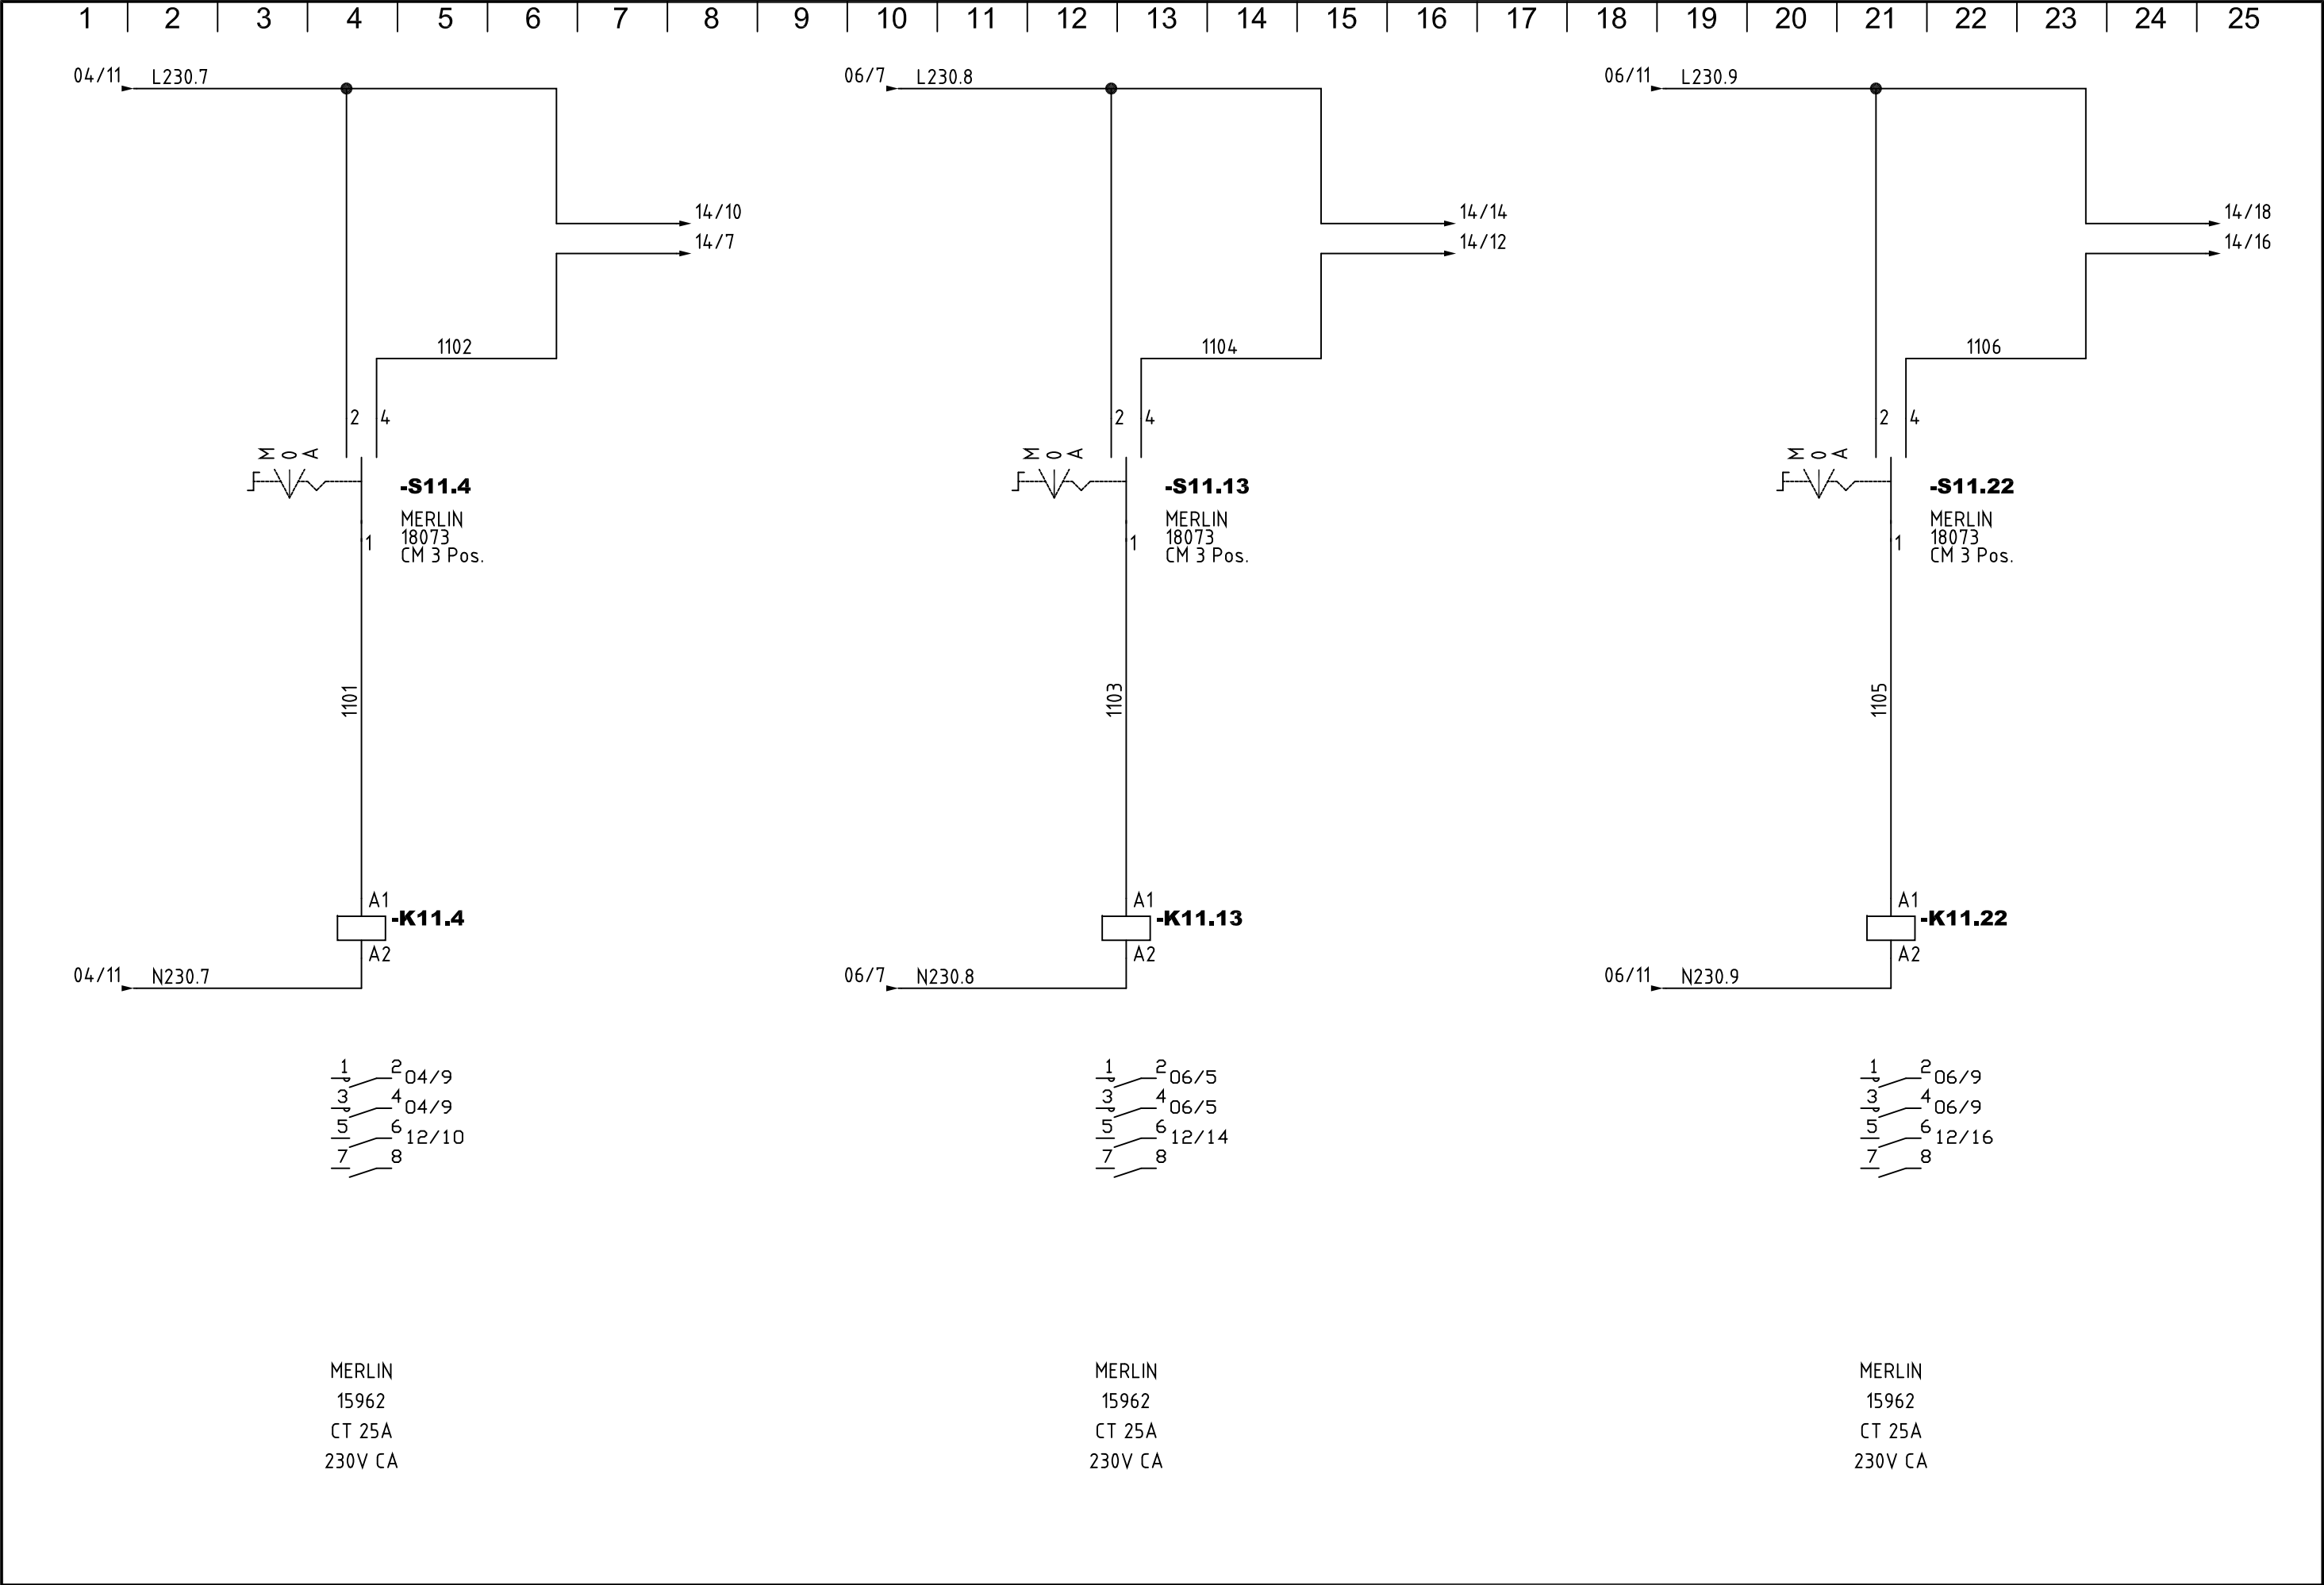 1 2 3 4 5 6 7 8 9 10 11 12 13 14 15 16 17 18 19 20 21 22 23 24 25
04/11 L230.7 06/7 L230.8 06/11 L230.9
14/10 14/14 14/18
14/7 14/12 14/16
1102 1104 1106
2 4 2 4 2 4
M 0 A M 0 A M 0 A
-S11.4 -S11.13 -S11.22
MERLIN MERLIN MERLIN
18073 18073 18073
1 1 1
CM 3 Pos. CM 3 Pos. CM 3 Pos.
1101 1103 1105
A1 A1 A1
-K11.4 -K11.13 -K11.22
A2 A2 A2
04/11 N230.7 06/7 N230.8 06/11 N230.9
1 2 04/9 1 2 06/5 1 2 06/9
3 4 04/9 3 4 06/5 3 4 06/9
5 6 12/10 5 6 12/14 5 6 12/16
7 8 7 8 7 8
MERLIN MERLIN MERLIN
15962 15962 15962
CT 25A CT 25A CT 25A
230V CA 230V CA 230V CA